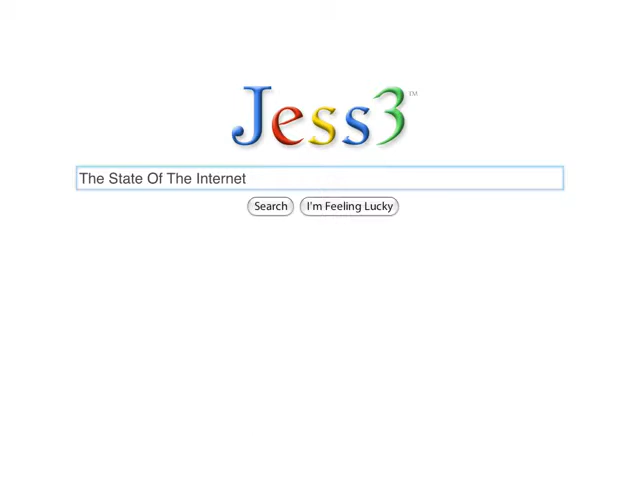 Jess3™
The State Of The Internet
Search I'm Feeling Lucky